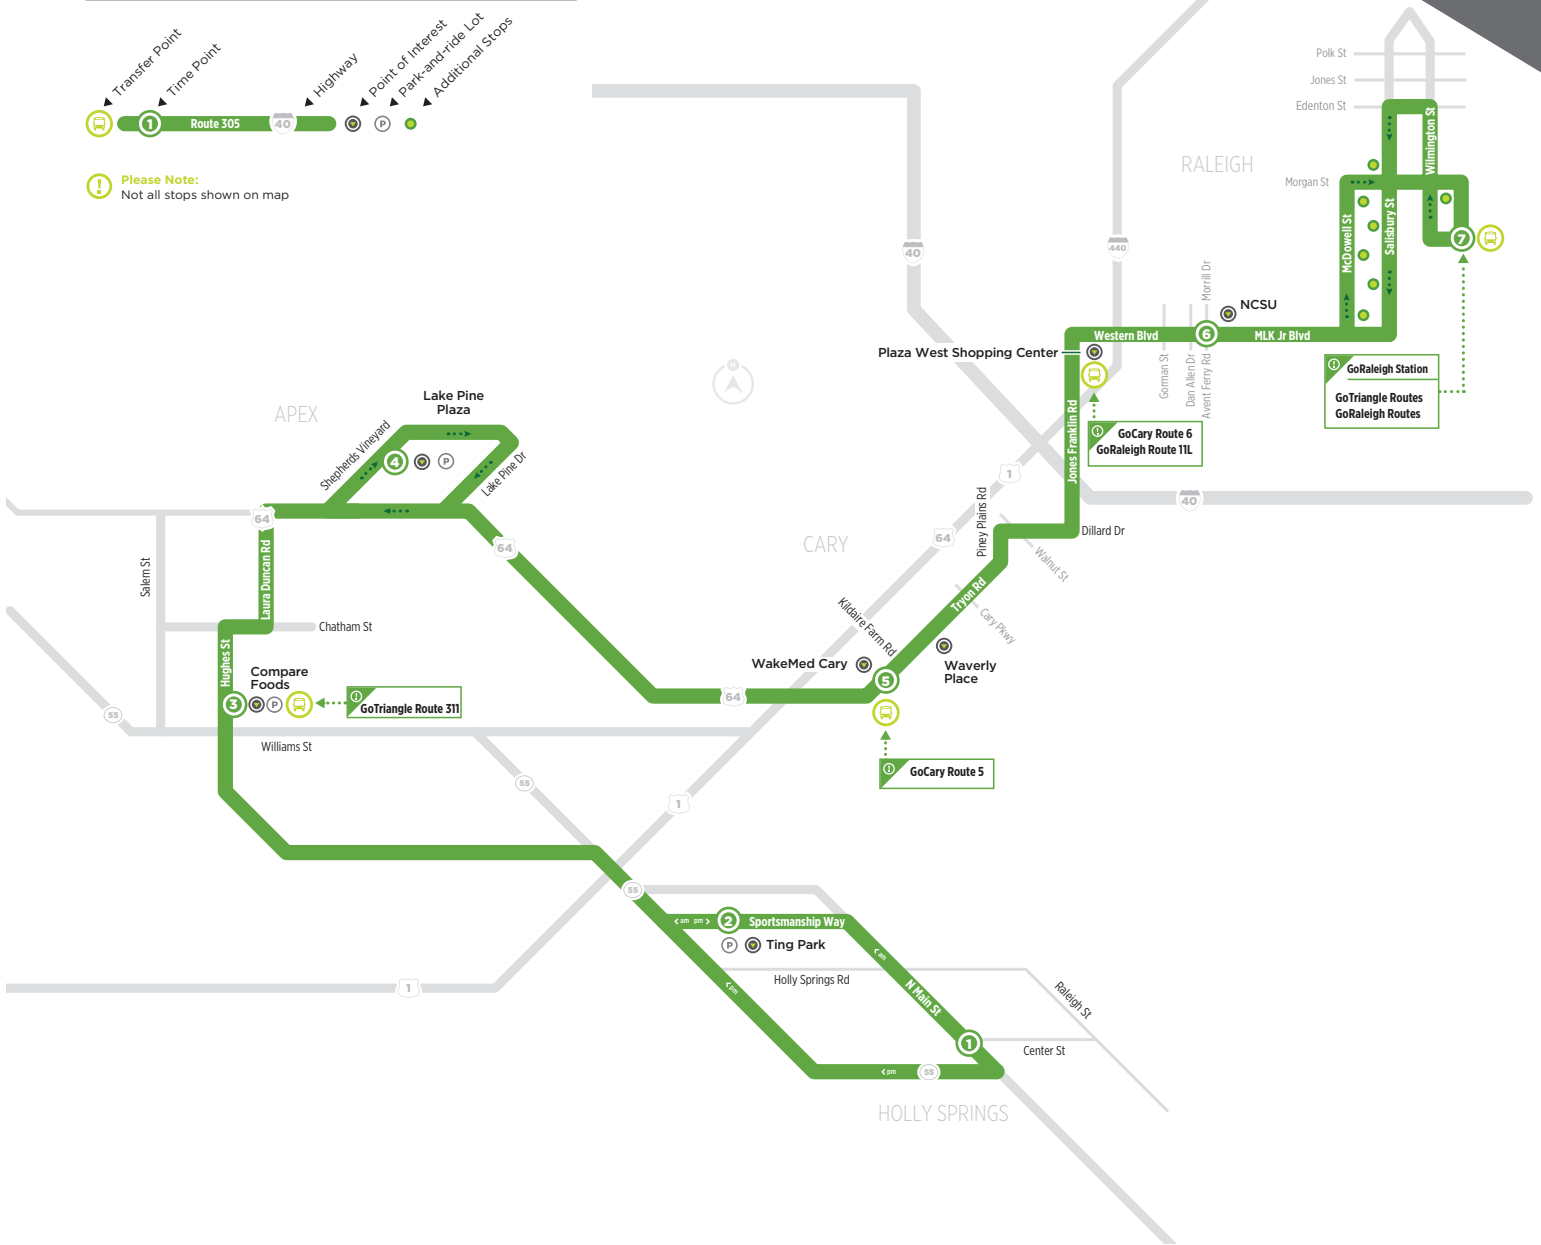 Transfer Point
Time Point
Highway
Point of Interest
Park-and-ride Lot
Additional Stops
1
Route 305
40
P
! Please Note:
Not all stops shown on map
Polk St
Jones St
Edenton St
Wilmington St
RALEIGH
Morgan St
McDowell St
Salisbury St
7
40
440
Morrill Dr
NCSU
Western Blvd
6
MLK Jr Blvd
Plaza West Shopping Center
Gorman St
Dan Allen Dr
Avent Ferry Rd
GoRaleigh Station
GoTriangle Routes
GoRaleigh Routes
N
Lake Pine
Plaza
APEX
Shepherds Vineyard
4
P
Lake Pine Dr
Jones Franklin Rd
GoCary Route 6
GoRaleigh Route 11L
1
40
64
64
CARY
64
Piney Plains Rd
Dillard Dr
Walnut St
Salem St
Laura Duncan Rd
Tryon Rd
Cary Pkwy
Kildaire Farm Rd
Chatham St
Hughes St
Compare
Foods
3
P
GoTriangle Route 311
WakeMed Cary
5
Waverly
Place
64
55
Williams St
GoCary Route 5
55
1
55
am pm
2
Sportsmanship Way
P
Ting Park
am
Holly Springs Rd
pm
N Main St
Raleigh St
1
1
Center St
pm
55
HOLLY SPRINGS